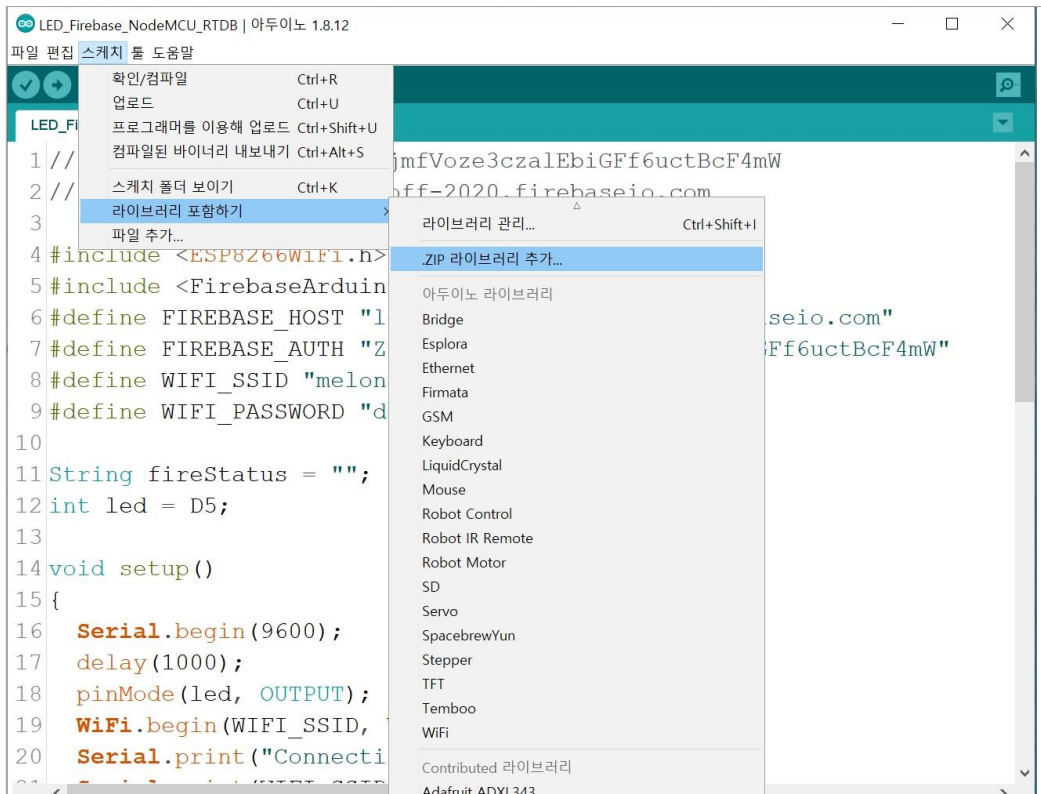 LED_Firebase_NodeMCU_RTDB | 아두이노 1.8.12
파일 편집 스케치 툴 도움말
확인/컴파일 Ctrl+R
업로드 Ctrl+U
프로그래머를 이용해 업로드 Ctrl+Shift+U
컴파일된 바이너리 내보내기 Ctrl+Alt+S
스케치 폴더 보이기 Ctrl+K
라이브러리 포함하기
파일 추가...
라이브러리 관리... Ctrl+Shift+I
.ZIP 라이브러리 추가...
아두이노 라이브러리
Bridge
Esplora
Ethernet
Firmata
GSM
Keyboard
LiquidCrystal
Mouse
Robot Control
Robot IR Remote
Robot Motor
SD
Servo
SpacebrewYun
Stepper
TFT
Temboo
WiFi
Contributed 라이브러리
Adafruit ADXL343
LED_Fi
1 // jmfVoze3czalEbiGFf6uctBcF4mW
2 // off-2020.firebaseio.com
3
4 #include <ESP8266WiFi.h>
5 #include <FirebaseArduin
6 #define FIREBASE_HOST "l seio.com"
7 #define FIREBASE_AUTH "Z GFf6uctBcF4mW"
8 #define WIFI_SSID "melon
9 #define WIFI_PASSWORD "d
10
11 String fireStatus = "";
12 int led = D5;
13
14 void setup()
15 {
16 Serial.begin(9600);
17 delay(1000);
18 pinMode(led, OUTPUT);
19 WiFi.begin(WIFI_SSID,
20 Serial.print("Connecti